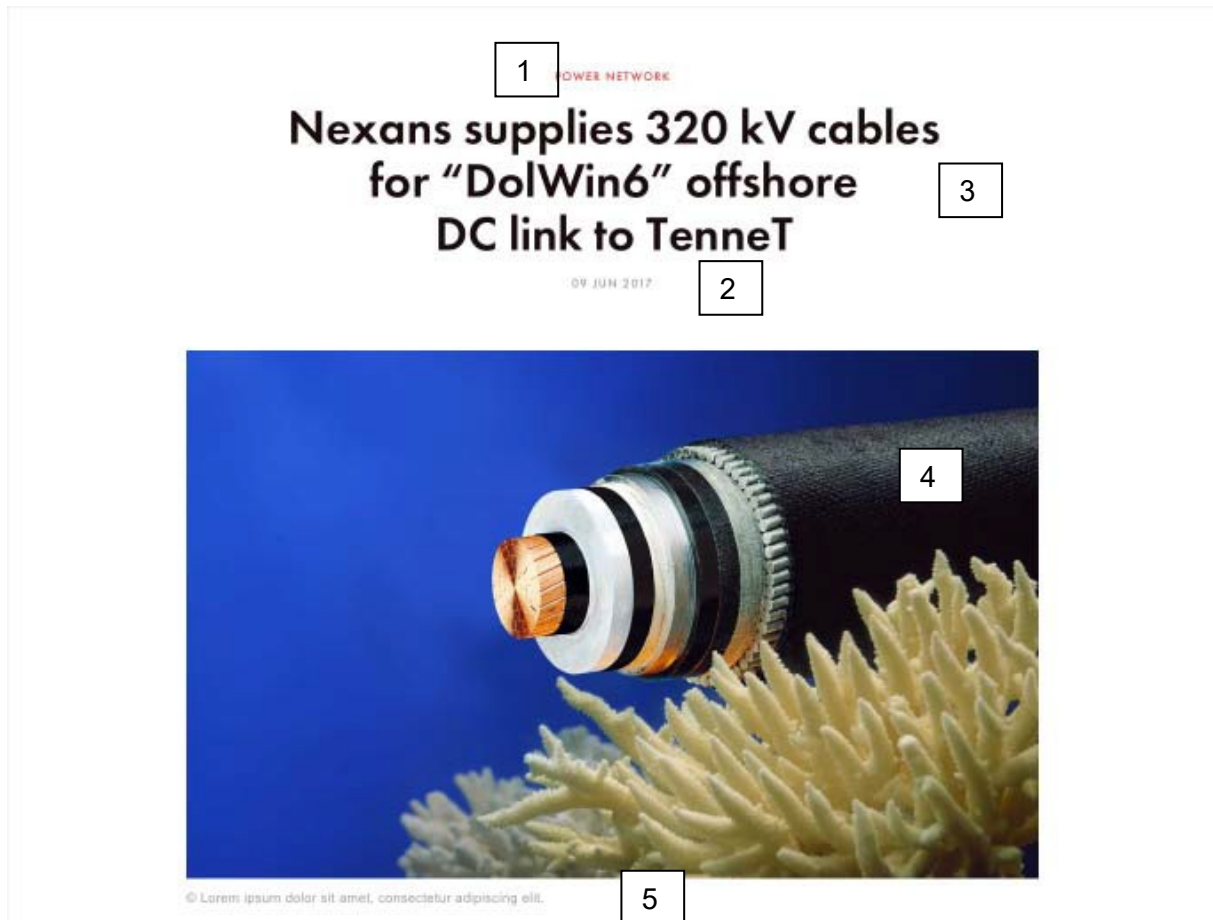 1
POWER NETWORK
Nexans supplies 320 kV cables
for “DolWin6” offshore
3
DC link to TenneT
09 JUN 2017
2
4
© Lorem ipsum dolor sit amet, consectetur adipiscing elit.
5